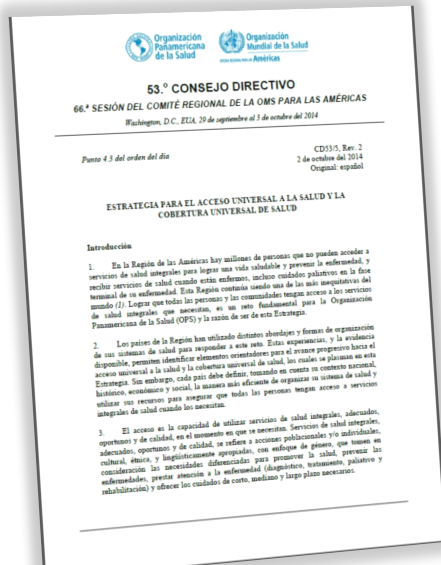 Organización
Panamericana
de la Salud
Organización
Mundial de la Salud
Américas
53.º CONSEJO DIRECTIVO
66.ª SESIÓN DEL COMITÉ REGIONAL DE LA OMS PARA LAS AMÉRICAS
Washington, D.C., EUA, 29 de septiembre al 3 de octubre del 2014
Punto 4.3 del orden del día
CD53/5, Rev. 2
2 de octubre del 2014
Original: español
ESTRATEGIA PARA EL ACCESO UNIVERSAL A LA SALUD Y LA
COBERTURA UNIVERSAL DE SALUD
Introducción
1. En la Región de las Américas hay millones de personas que no pueden acceder a
servicios de salud integrales para lograr una vida saludable y prevenir la enfermedad, y
recibir servicios de salud cuando están enfermos, incluso cuidados paliativos en la fase
terminal de su enfermedad. Esta Región continúa siendo una de las más inequitativas del
mundo (1). Lograr que todas las personas y las comunidades tengan acceso a los servicios
de salud integrales que necesitan, es un reto fundamental para la Organización
Panamericana de la Salud (OPS) y la razón de ser de esta Estrategia.
2. Los países de la Región han utilizado distintos abordajes y formas de organización
de sus sistemas de salud para responder a este reto. Estas experiencias, y la evidencia
disponible, permiten identificar elementos orientadores para el avance progresivo hacia el
acceso universal a la salud y la cobertura universal de salud, los cuales se plasman en esta
Estrategia. Sin embargo, cada país debe definir, tomando en cuenta su contexto nacional,
histórico, económico y social, la manera más eficiente de organizar su sistema de salud y
utilizar sus recursos para asegurar que todas las personas tengan acceso a servicios
integrales de salud cuando los necesitan.
3. El acceso es la capacidad de utilizar servicios de salud integrales, adecuados,
oportunos y de calidad, en el momento en que se necesitan. Servicios de salud integrales,
adecuados, oportunos y de calidad, se refiere a acciones poblacionales y/o individuales,
cultural, étnica, y lingüísticamente apropiadas, con enfoque de género, que tomen en
consideración las necesidades diferenciadas para promover la salud, prevenir las
enfermedades, prestar atención a la enfermedad (diagnóstico, tratamiento, paliativo y
rehabilitación) y ofrecer los cuidados de corto, mediano y largo plazo necesarios.